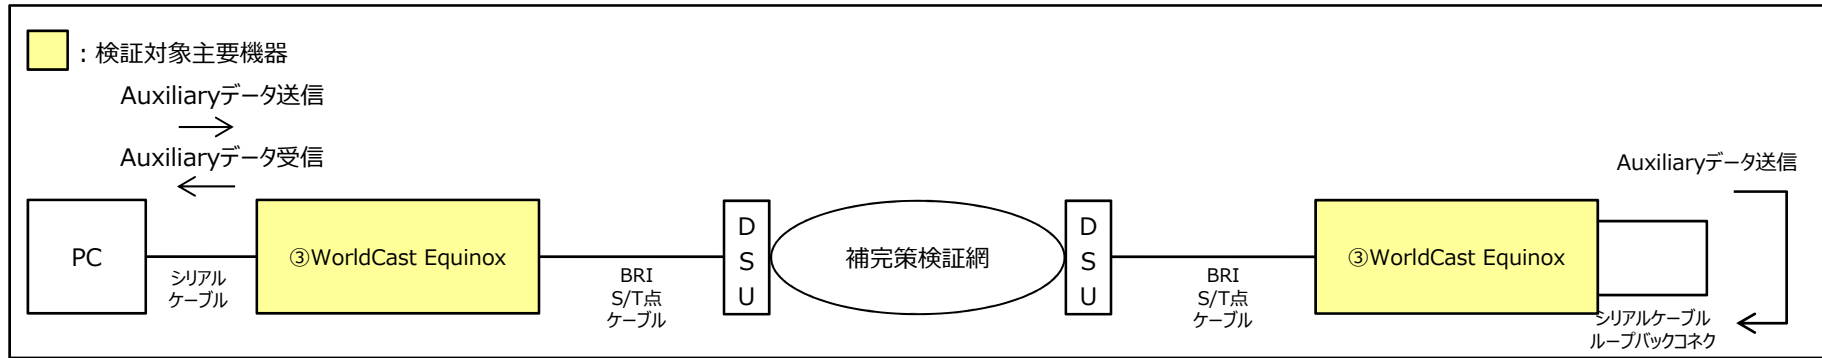 ：検証対象主要機器
Auxiliaryデータ送信
Auxiliaryデータ受信
Auxiliaryデータ送信
PC
シリアル
ケーブル
③WorldCast Equinox
BRI
S/T点
ケーブル
D
S
U
補完策検証網
D
S
U
BRI
S/T点
ケーブル
③WorldCast Equinox
シリアルケーブル
ループバックコネク